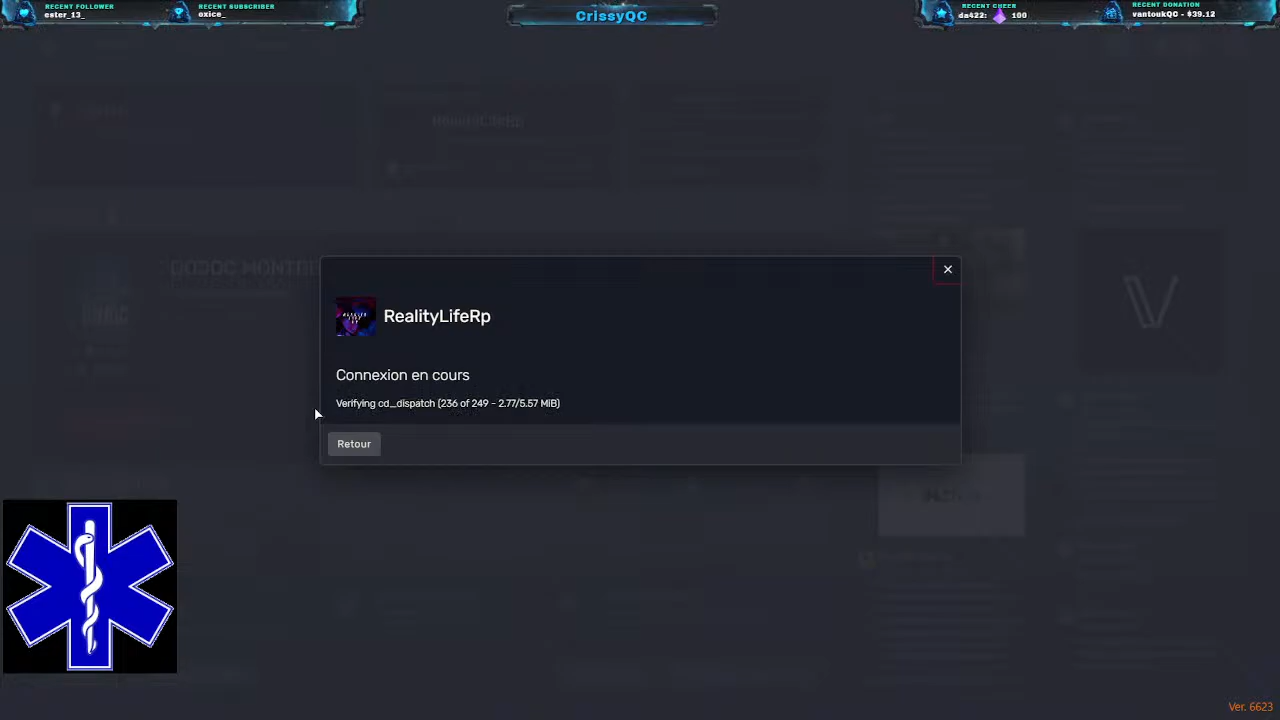 RECENT FOLLOWER
ester_13_
RECENT SUBSCRIBER
oxice_
CrissyQC
RECENT CHEER
da422: 100
RECENT DONATION
vantoukQC - $39.12
RealityLifeRp
Connexion en cours
Verifying cd_dispatch (236 of 249 - 2.77/5.57 MiB)
Retour
Ver. 6623